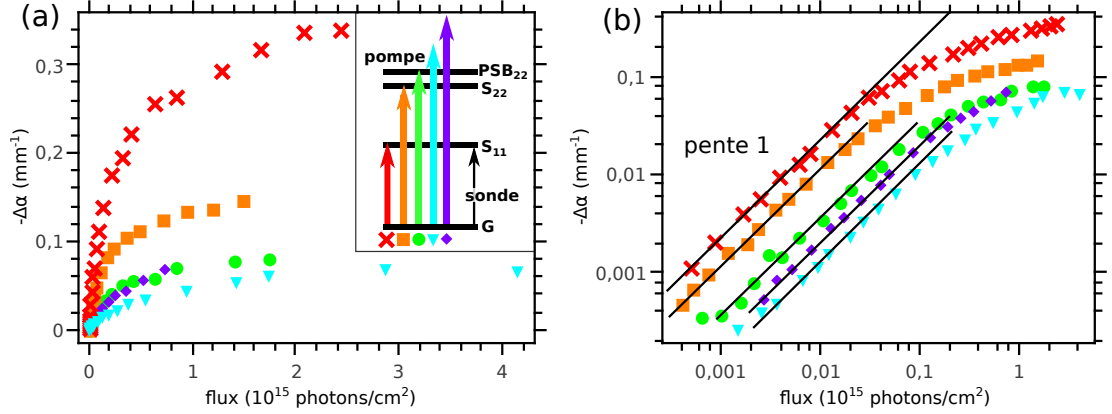 (a)
-Δα (mm⁻¹)
0,3
0,2
0,1
0
0
1
2
3
4
flux (10¹⁵ photons/cm²)
pompe
PSB₂₂
S₂₂
S₁₁
sonde
G
(b)
-Δα (mm⁻¹)
0,1
0,01
0,001
pente 1
0,001
0,01
0,1
1
flux (10¹⁵ photons/cm²)